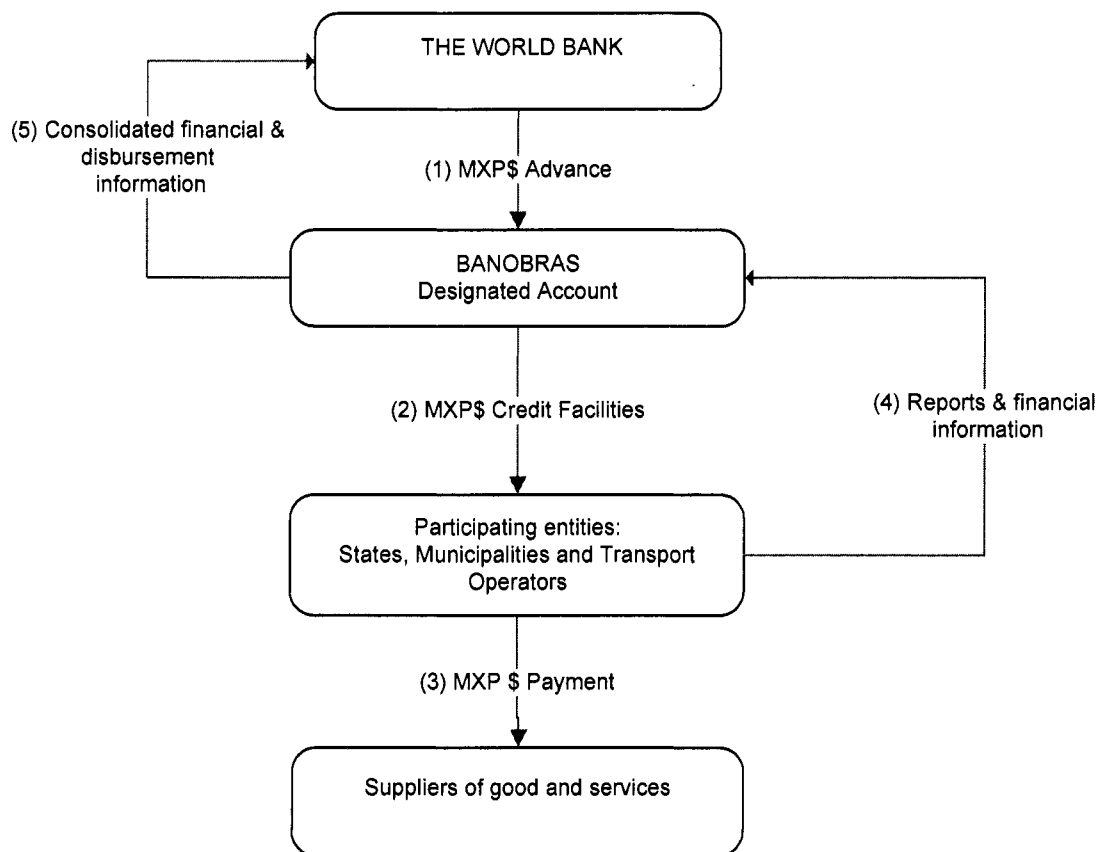 THE WORLD BANK
(5) Consolidated financial &
disbursement
information
(1) MXP$ Advance
BANOBRAS
Designated Account
(2) MXP$ Credit Facilities
(4) Reports & financial
information
Participating entities:
States, Municipalities and Transport
Operators
(3) MXP $ Payment
Suppliers of good and services